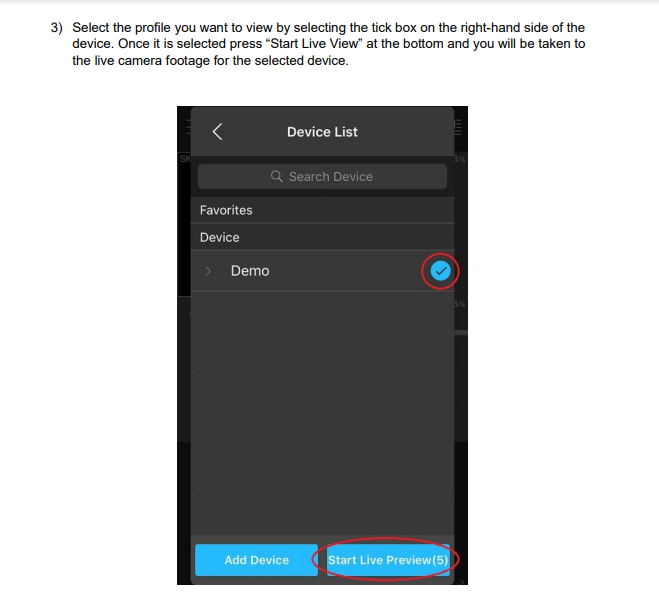 3) Select the profile you want to view by selecting the tick box on the right-hand side of the
device. Once it is selected press “Start Live View” at the bottom and you will be taken to
the live camera footage for the selected device.
Device List
SK
B/s
Search Device
Favorites
Device
Demo
B/s
Add Device
Start Live Preview(5)